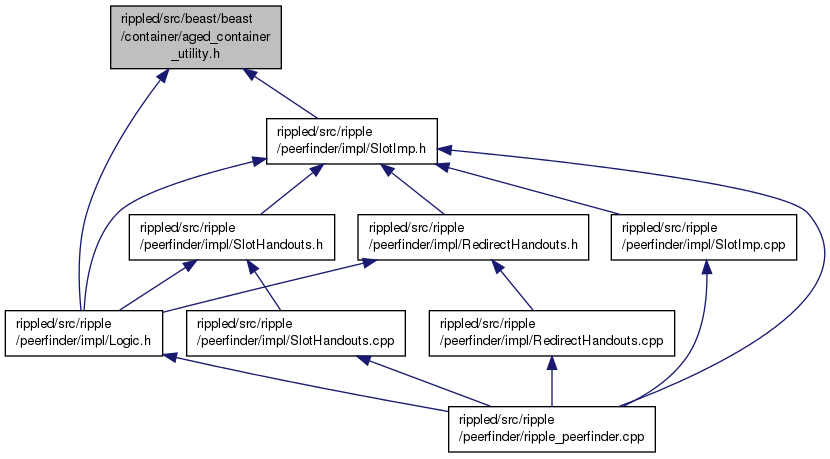 rippled/src/beast/beast
/container/aged_container
_utility.h
rippled/src/ripple
/peerfinder/impl/SlotImp.h
rippled/src/ripple
/peerfinder/impl/SlotHandouts.h
rippled/src/ripple
/peerfinder/impl/RedirectHandouts.h
rippled/src/ripple
/peerfinder/impl/SlotImp.cpp
rippled/src/ripple
/peerfinder/impl/Logic.h
rippled/src/ripple
/peerfinder/impl/SlotHandouts.cpp
rippled/src/ripple
/peerfinder/impl/RedirectHandouts.cpp
rippled/src/ripple
/peerfinder/ripple_peerfinder.cpp